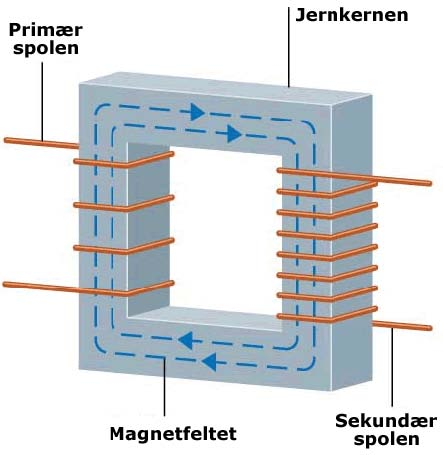 Jernkernen
Primær
spolen
Magnetfeltet
Sekundær
spolen